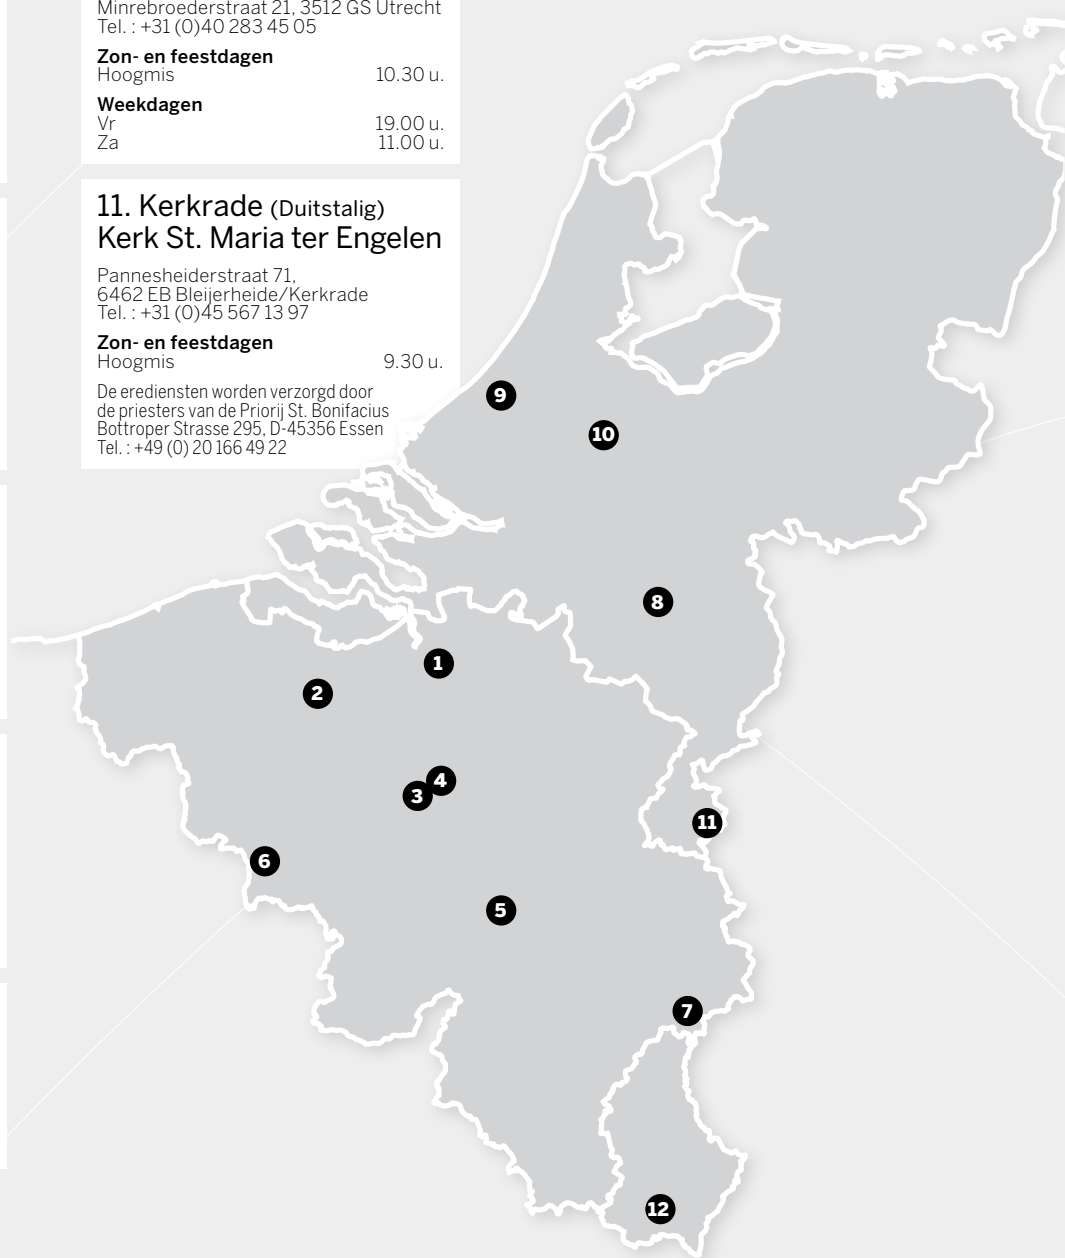 Minrebroederstraat 21, 3512 GS Utrecht
Tel. : +31 (0)40 283 45 05
Zon- en feestdagen
Hoogmis 10.30 u.
Weekdagen
Vr 19.00 u.
Za 11.00 u.
11. Kerkrade (Duitstalig)
Kerk St. Maria ter Engelen
Pannesheiderstraat 71,
6462 EB Bleijerheide/Kerkrade
Tel. : +31 (0)45 567 13 97
Zon- en feestdagen
Hoogmis 9.30 u.
De erediensten worden verzorgd door
de priesters van de Priorij St. Bonifacius
Bottroper Strasse 295, D-45356 Essen
Tel. : +49 (0) 20 166 49 22
9
10
8
1
2
4
3
11
6
5
7
12